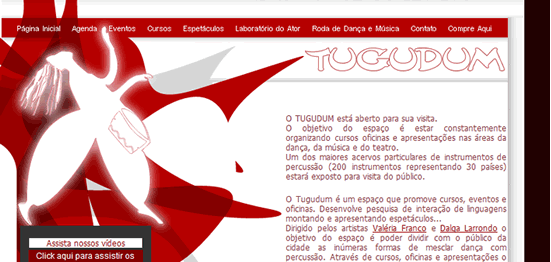 Página Inicial Agenda Eventos Cursos Espetáculos Laboratório do Ator Roda de Dança e Música Contato Compre Aqui
TUGUDUM
O TUGUDUM está aberto para sua visita.
O objetivo do espaço é estar constantemente
organizando cursos oficinas e apresentações nas áreas da
dança, da música e do teatro.
Um dos maiores acervos particulares de instrumentos de
percussão (200 instrumentos representando 30 países)
estará exposto para visita do público.
O Tugudum é um espaço que promove cursos, eventos e
oficinas. Desenvolve pesquisa de interação de linguagens
montando e apresentando espetáculos...
Dirigido pelos artistas Valéria Franco e Dalga Larrondo o
objetivo do espaço é poder dividir com o público da
cidade as inúmeras formas de mesclar dança com
percussão. Através de cursos, oficinas e apresentações o
Assista nossos vídeos
Click aqui para assistir os